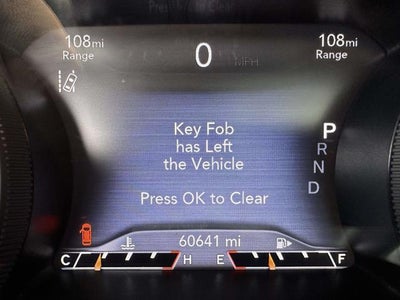 108mi
Range
0
MPH
108mi
Range
Key Fob
has Left
the Vehicle
Press OK to Clear
P
R
N
D
60641 mi
C
H
E
F